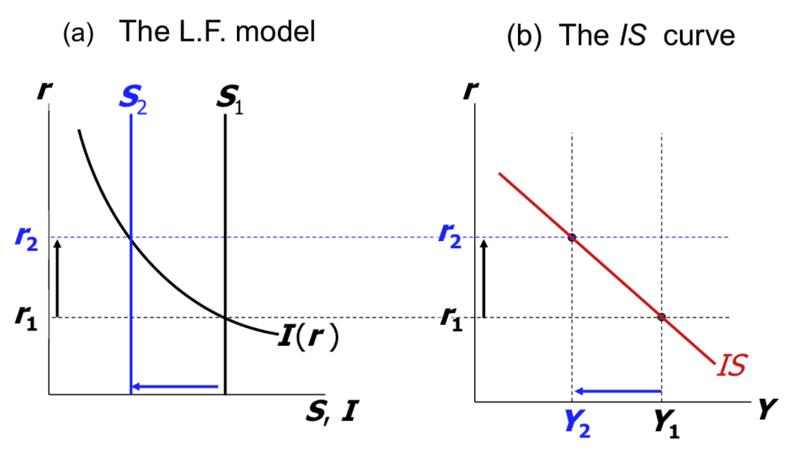 (a) The L.F. model
(b) The IS curve
r
S2
S1
r2
r1
I(r)
S, I
r
r2
r1
IS
Y2
Y1
Y